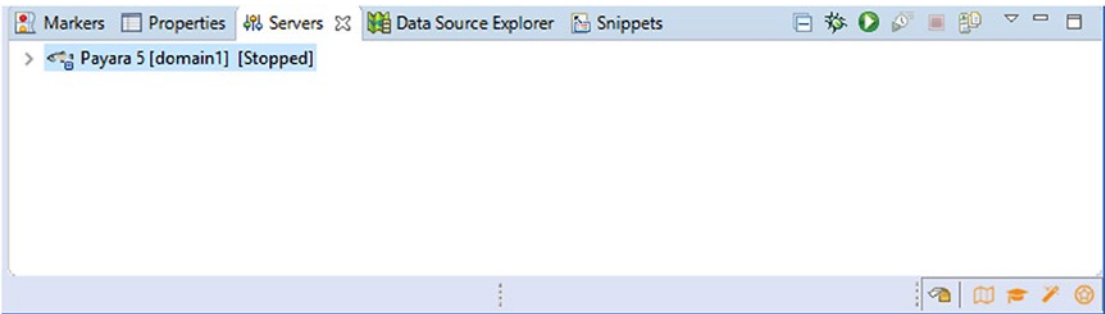 Markers Properties Servers Data Source Explorer Snippets
Payara 5 [domain1] [Stopped]